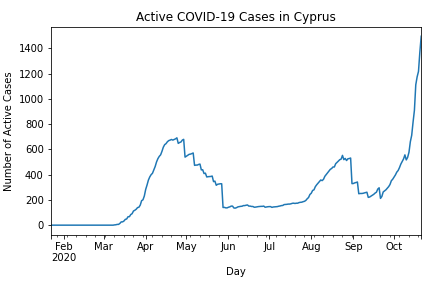 Active COVID-19 Cases in Cyprus
Number of Active Cases
1400
1200
1000
800
600
400
200
0
Feb Mar Apr May Jun Jul Aug Sep Oct
2020
Day